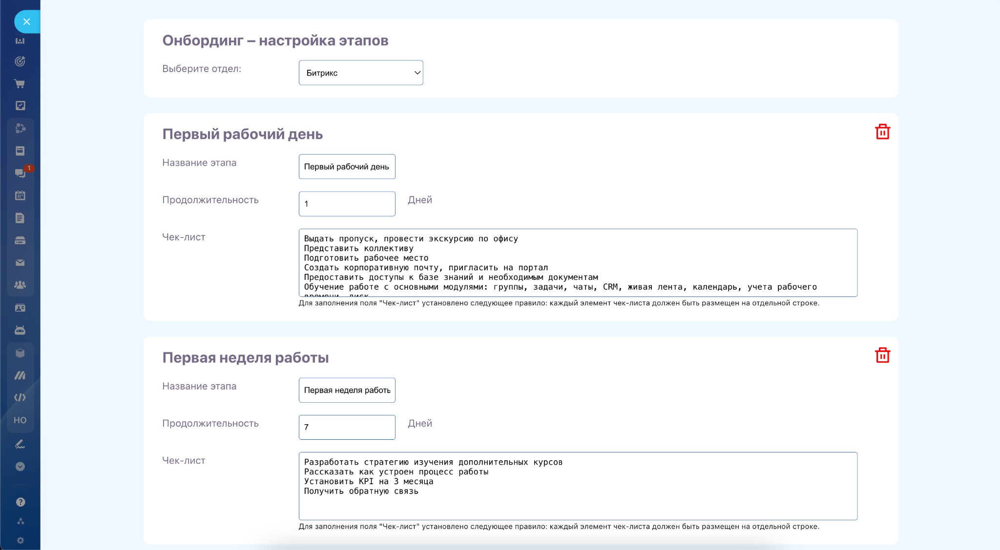 Онбординг – настройка этапов
Выберите отдел:
Битрикс
Первый рабочий день
Название этапа
Первый рабочий день
Продолжительность
1
Дней
Чек-лист
Выдать пропуск, провести экскурсию по офису
Представить коллективу
Подготовить рабочее место
Создать корпоративную почту, пригласить на портал
Предоставить доступы к базе знаний и необходимым документам
Обучение работе с основными модулями: группы, задачи, чаты, CRM, живая лента, календарь, учета рабочего
времени, диск
Для заполнения поля "Чек-лист" установлено следующее правило: каждый элемент чек-листа должен быть размещен на отдельной строке.
1
Первая неделя работы
Название этапа
Первая неделя работы
Продолжительность
7
Дней
Чек-лист
Разработать стратегию изучения дополнительных курсов
Рассказать как устроен процесс работы
Установить KPI на 3 месяца
Получить обратную связь
Для заполнения поля "Чек-лист" установлено следующее правило: каждый элемент чек-листа должен быть размещен на отдельной строке.
НО